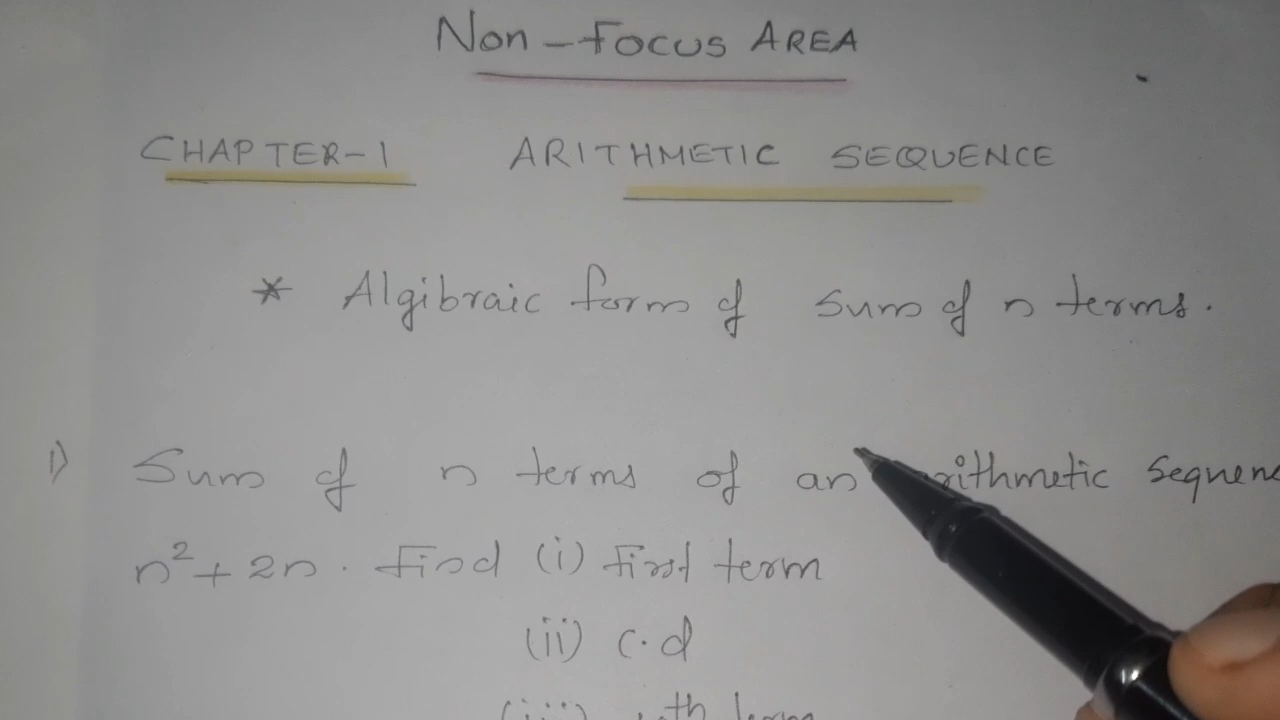 Non-Focus AREA
CHAPTER-1 ARITHMETIC SEQUENCE
* Algibraic form of sum of n terms.
1) Sum of n terms of an
n²+2n. Find (i) First term
(ii) c.d